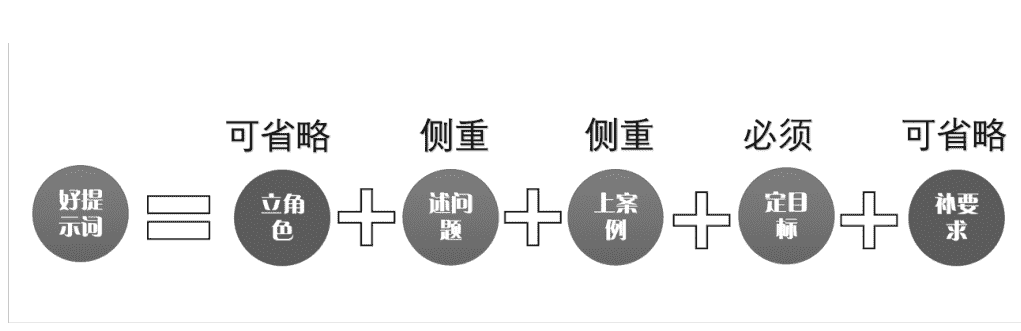 可省略 侧重 侧重 必须 可省略
好提示词 = 立角色 + 述问题 + 上案例 + 定目标 + 补要求